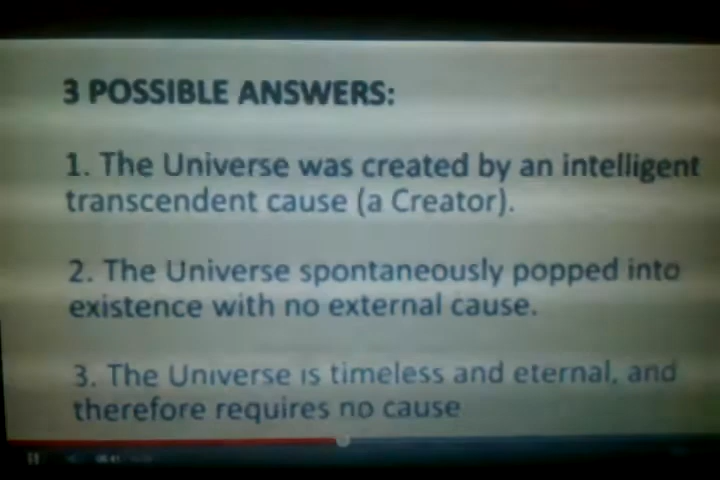 3 POSSIBLE ANSWERS:
1. The Universe was created by an intelligent
transcendent cause (a Creator).
2. The Universe spontaneously popped into
existence with no external cause.
3. The Universe is timeless and eternal, and
therefore requires no cause